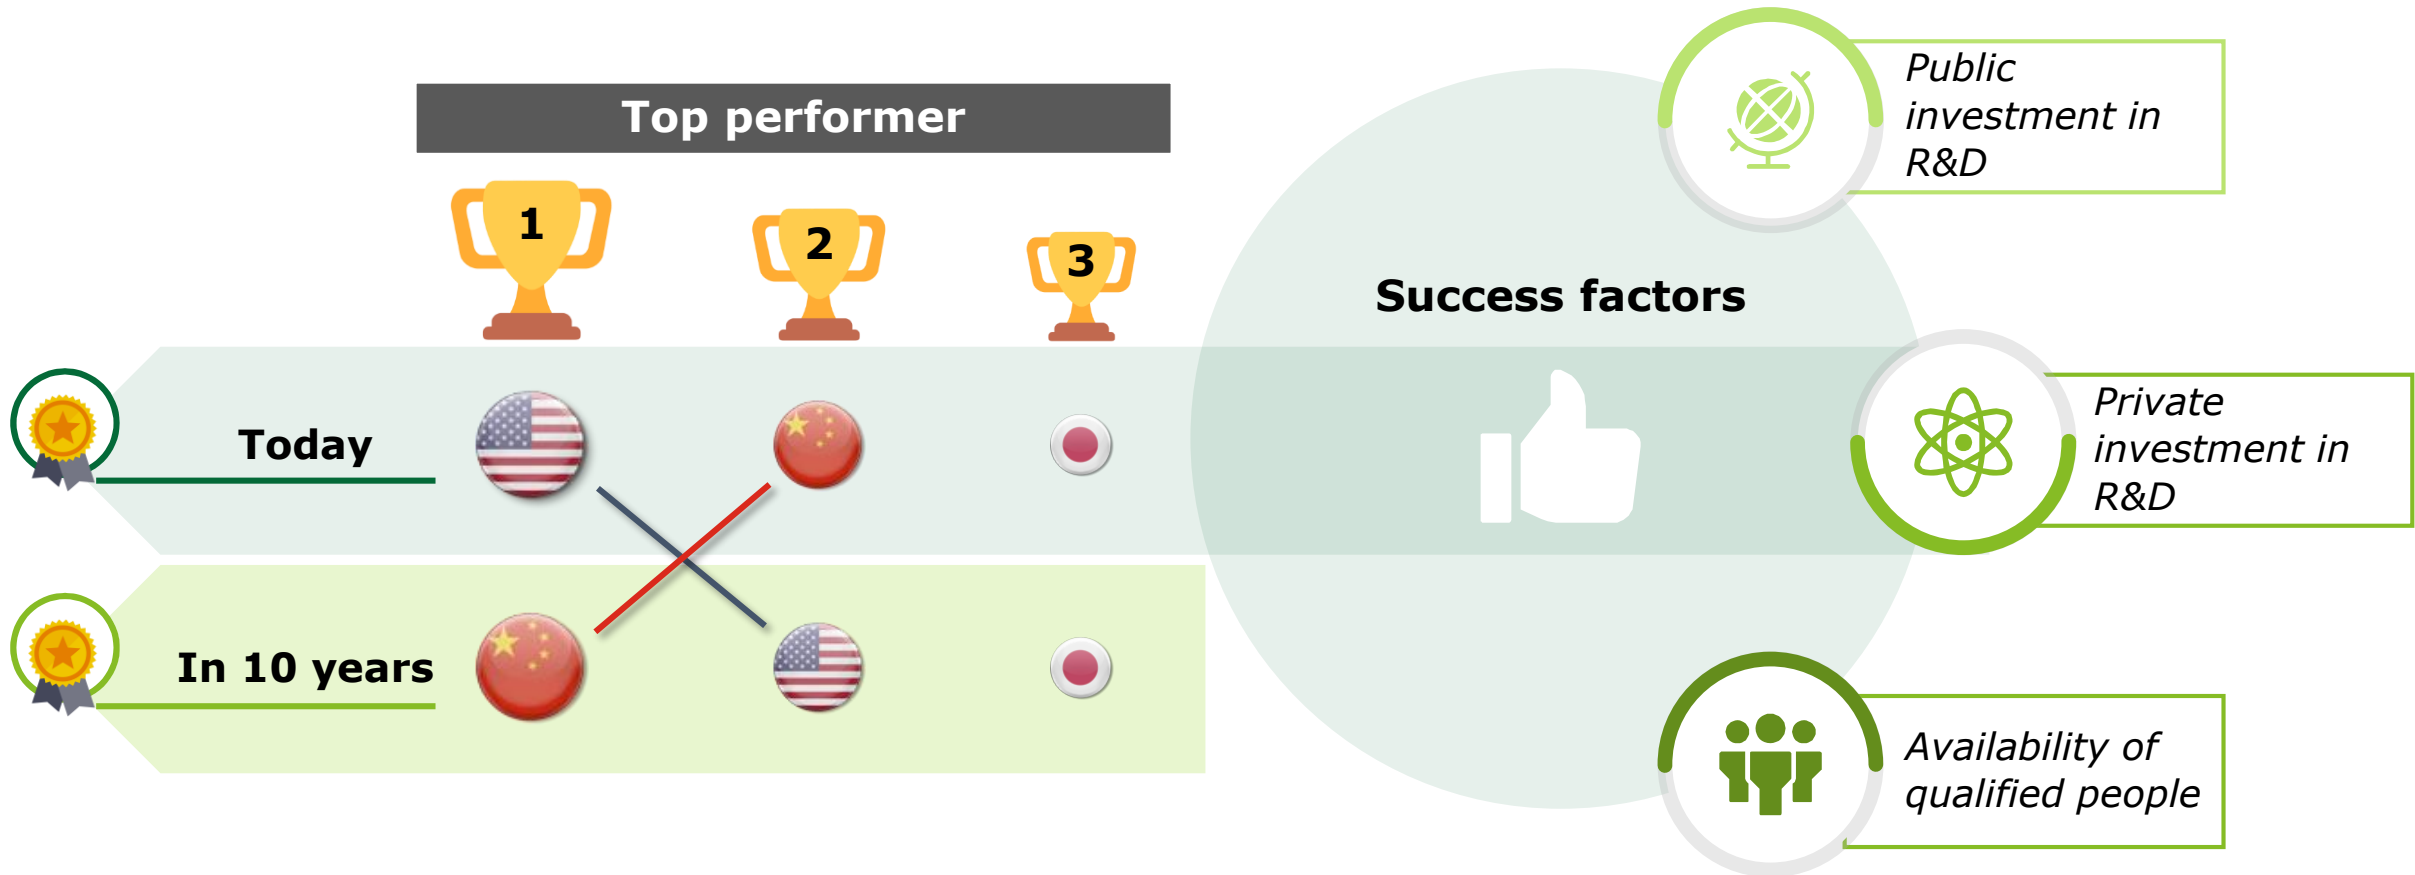 Top performer
1
2
3
Today
In 10 years
Success factors
Public
investment in
R&D
Private
investment in
R&D
Availability of
qualified people